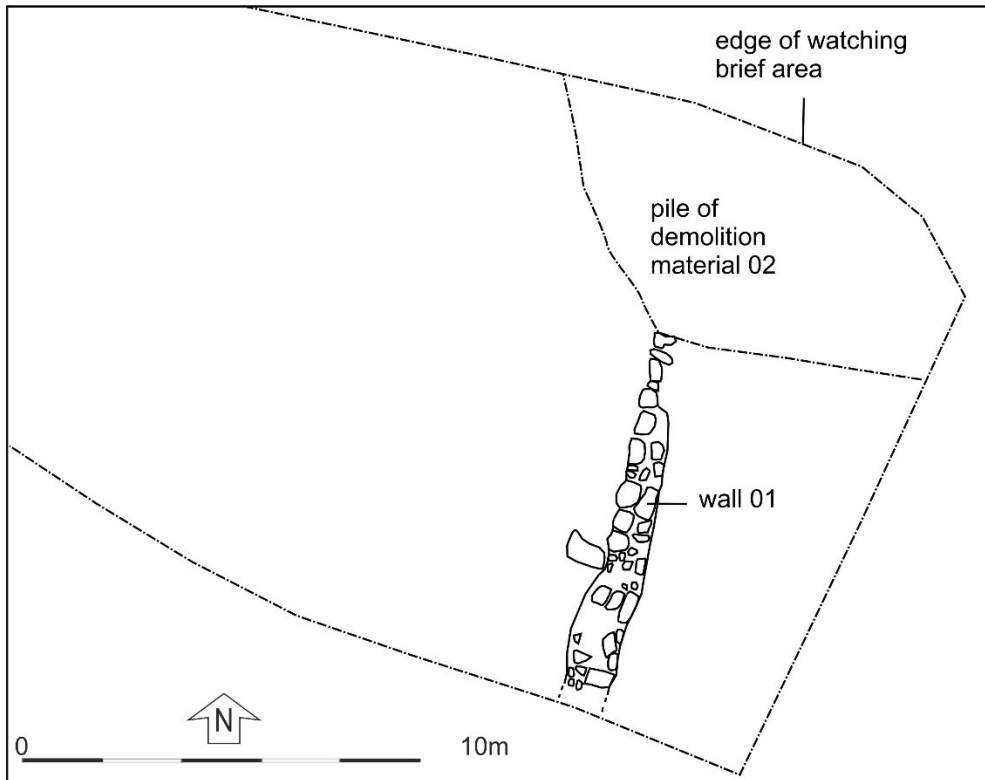 edge of watching
brief area
pile of
demolition
material 02
wall 01
N
0
10m